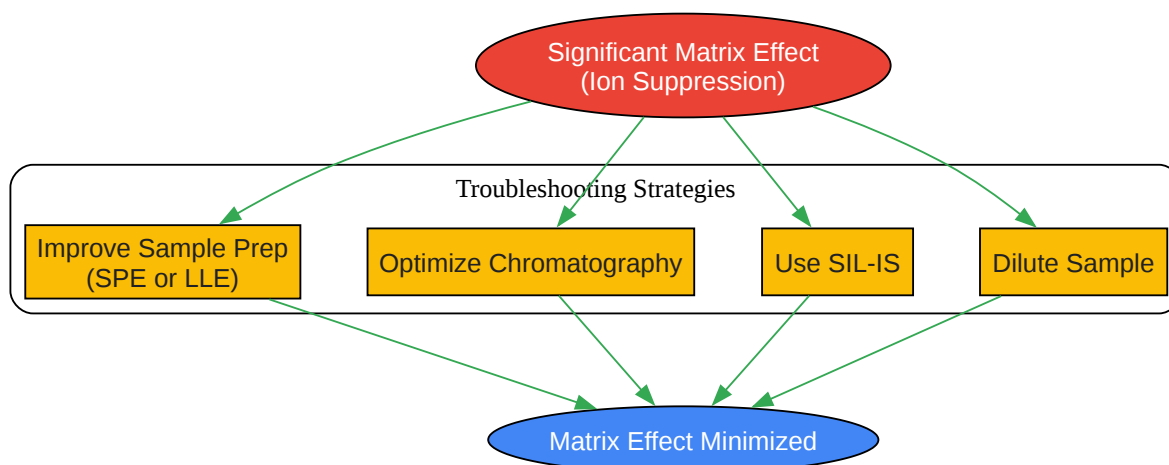 Significant Matrix Effect
(Ion Suppression)
Troubleshooting Strategies
Improve Sample Prep
(SPE or LLE)
Optimize Chromatography
Use SIL-IS
Dilute Sample
Matrix Effect Minimized